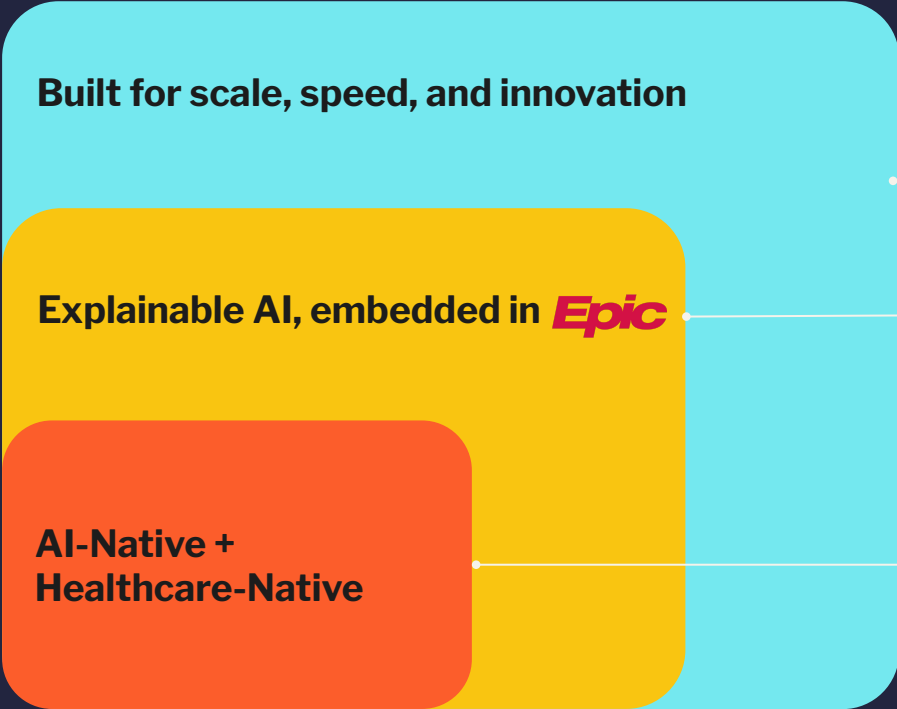 Built for scale, speed, and innovation
Explainable AI, embedded in Epic
AI-Native +
Healthcare-Native